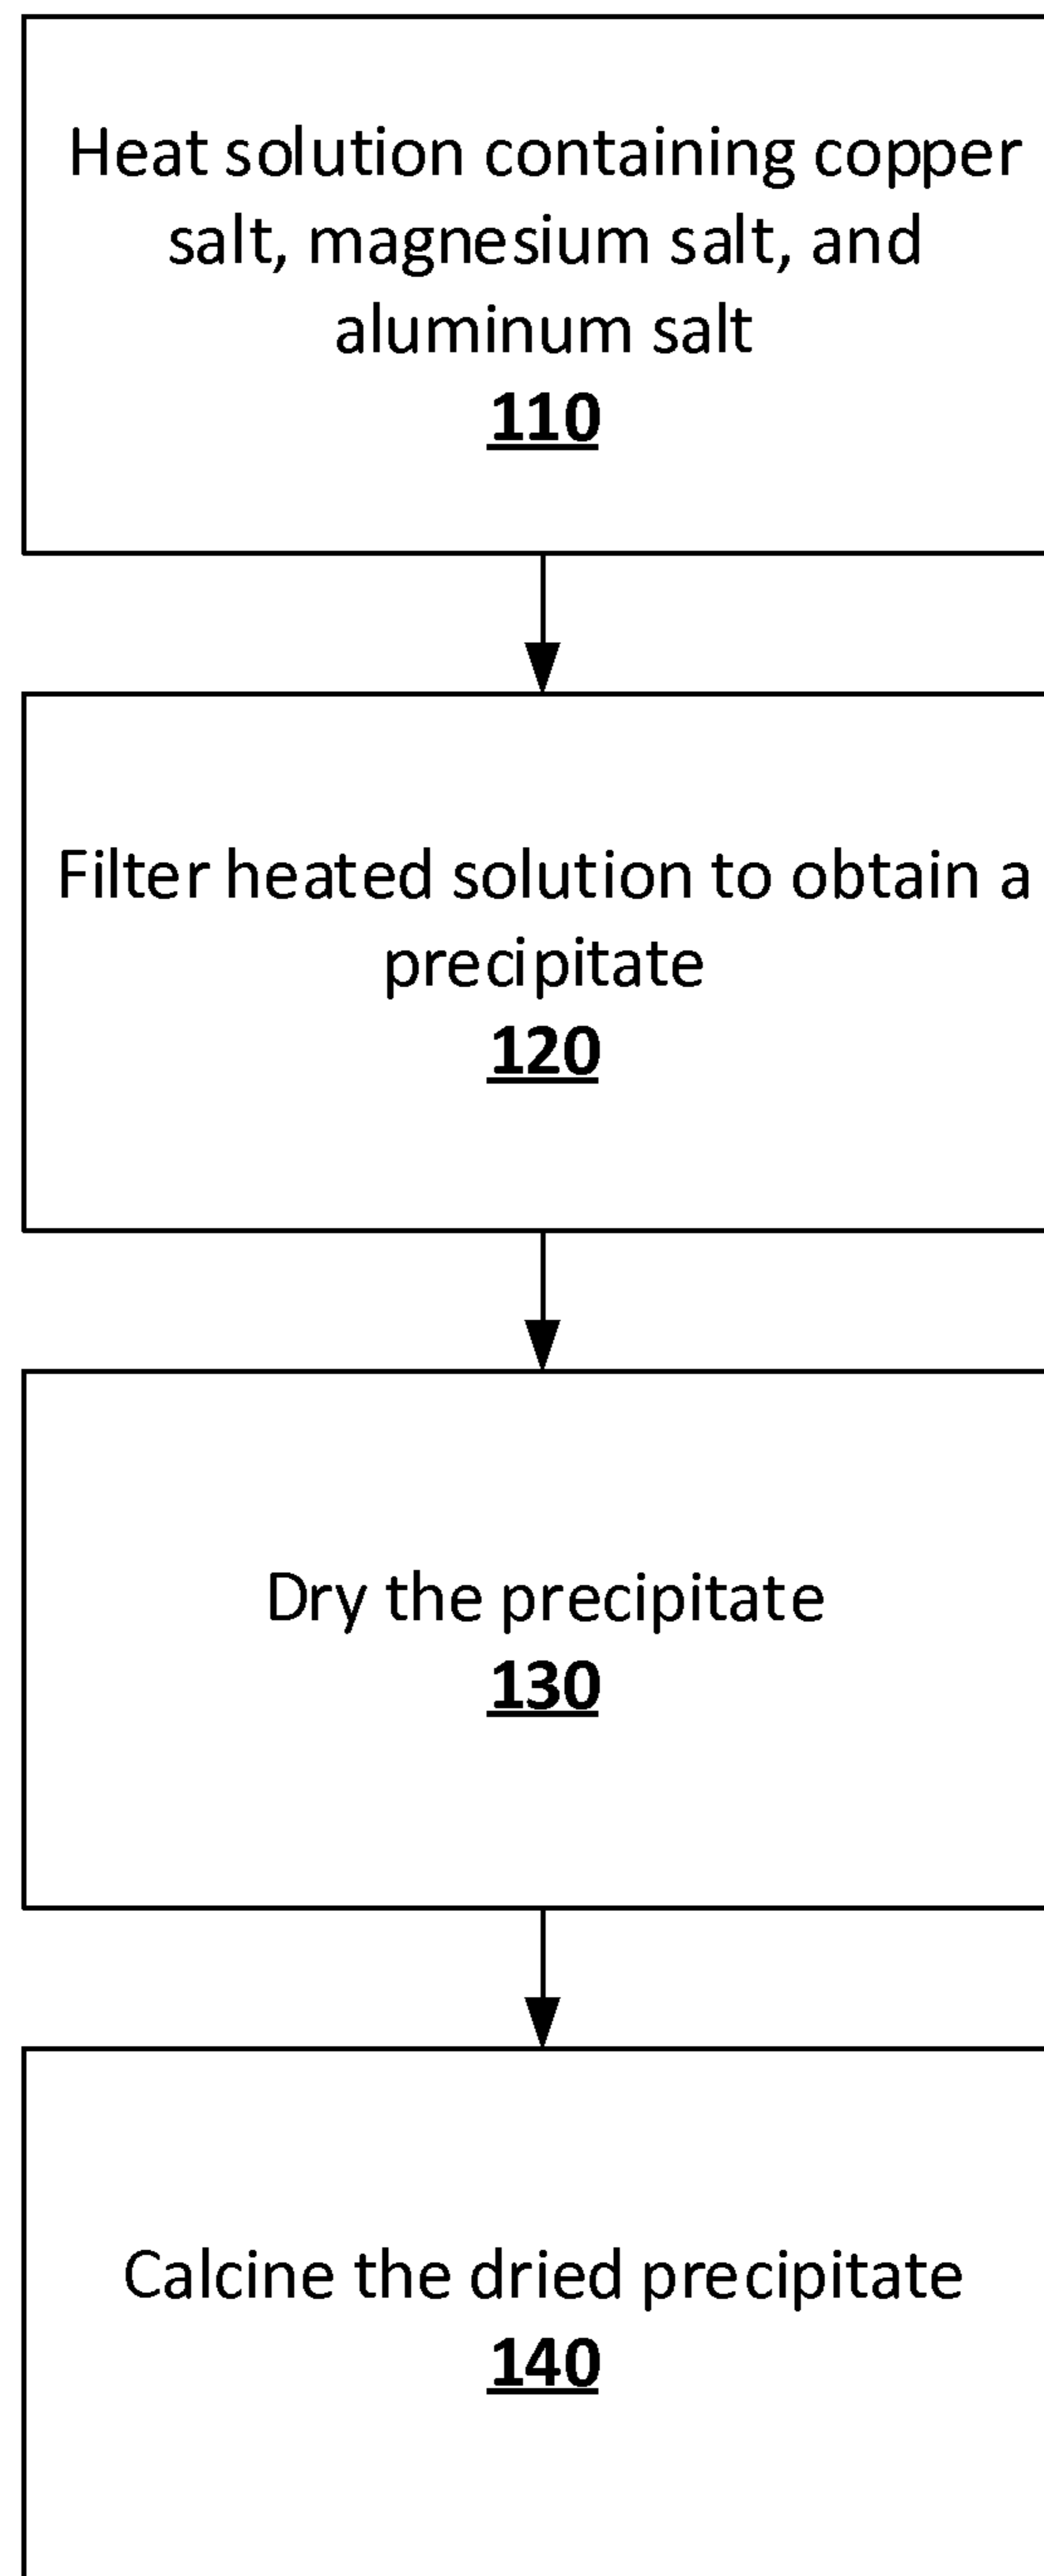 Heat solution containing copper
salt, magnesium salt, and
aluminum salt
110
Filter heated solution to obtain a
precipitate
120
Dry the precipitate
130
Calcine the dried precipitate
140